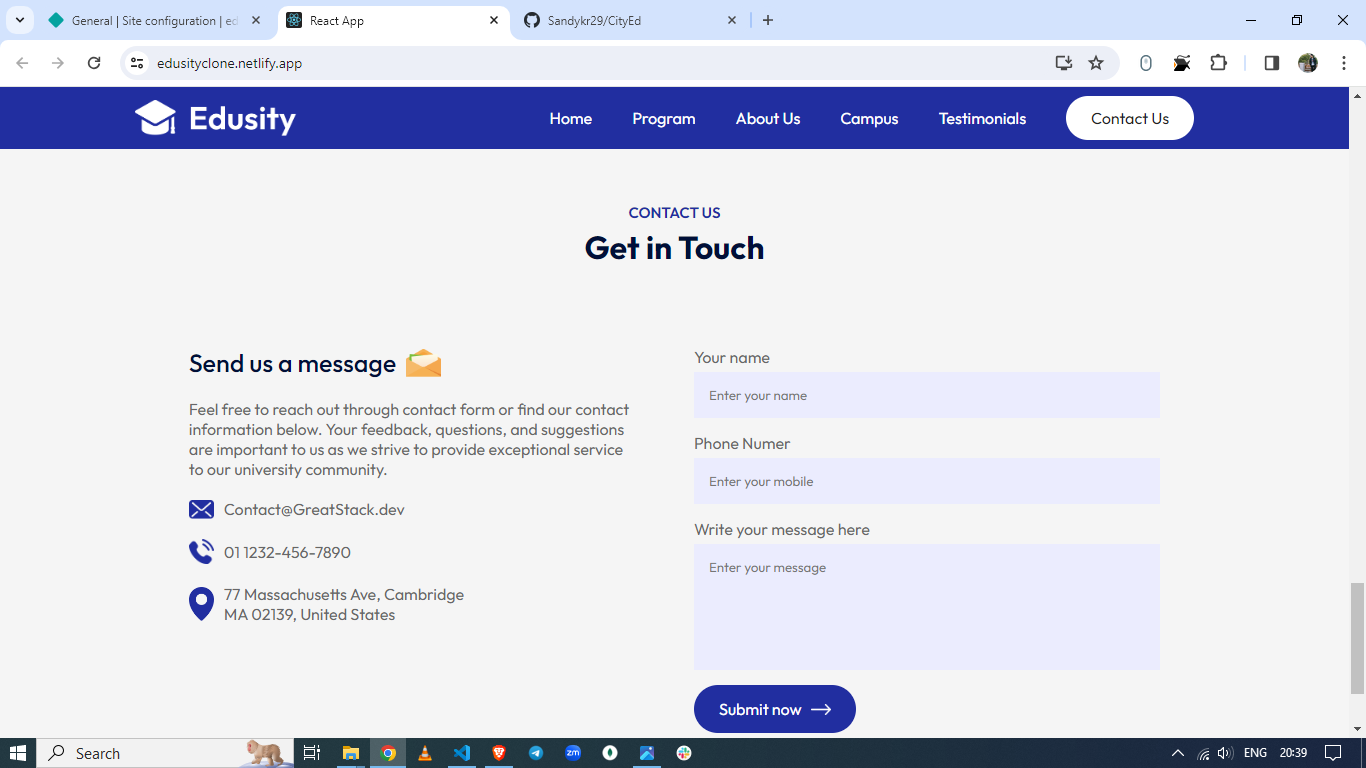 General | Site configuration | ed
React App
Sandykr29/CityEd
edusityclone.netlify.app
Edusity
Home
Program
About Us
Campus
Testimonials
Contact Us
CONTACT US
Get in Touch
Send us a message
Feel free to reach out through contact form or find our contact
information below. Your feedback, questions, and suggestions
are important to us as we strive to provide exceptional service
to our university community.
Contact@GreatStack.dev
01 1232-456-7890
77 Massachusetts Ave, Cambridge
MA 02139, United States
Your name
Enter your name
Phone Numer
Enter your mobile
Write your message here
Enter your message
Submit now
Search
zm
ENG
20:39